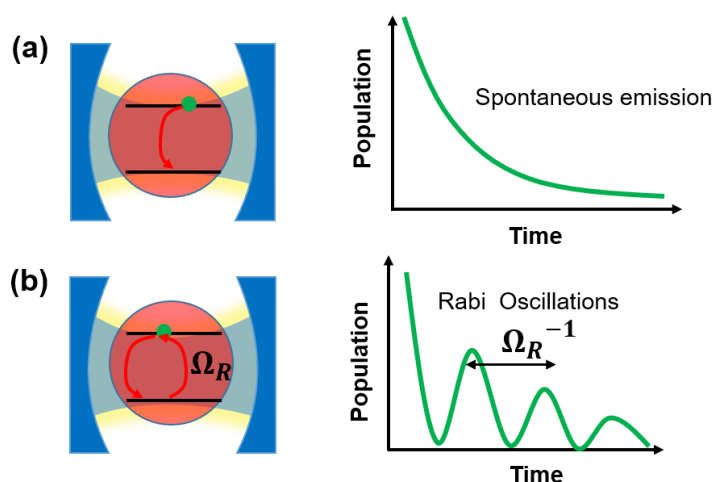 (a)
Population
Spontaneous emission
Time
(b)
Ω_R
Population
Rabi Oscillations
Ω_R⁻¹
Time